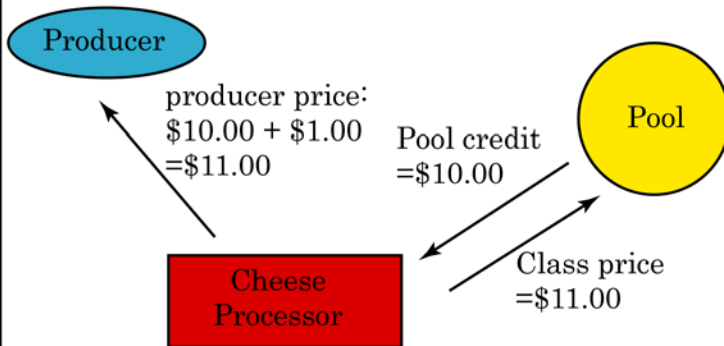 Producer
producer price:
$10.00 + $1.00
=$11.00
Pool credit
=$10.00
Pool
Class price
=$11.00
Cheese
Processor